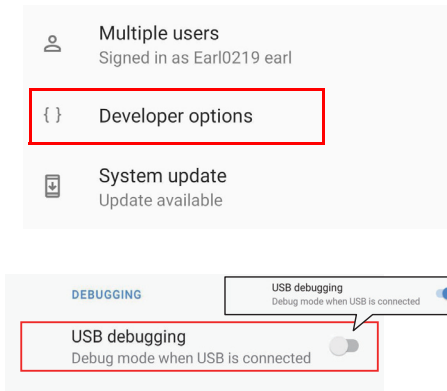 Multiple users
Signed in as Earl0219 earl
{ } Developer options
System update
Update available
USB debugging
Debug mode when USB is connected
DEBUGGING
USB debugging
Debug mode when USB is connected